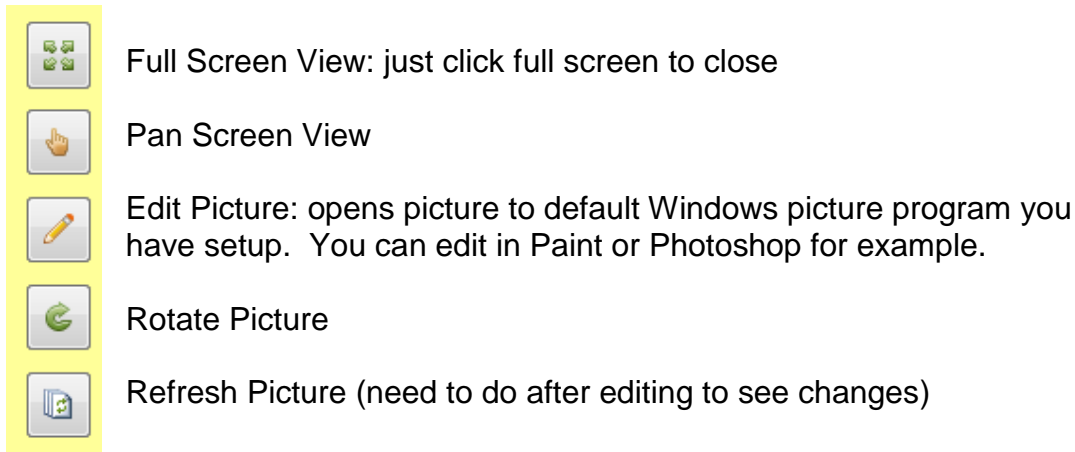 Full Screen View: just click full screen to close
Pan Screen View
Edit Picture: opens picture to default Windows picture program you
have setup.  You can edit in Paint or Photoshop for example.
Rotate Picture
Refresh Picture (need to do after editing to see changes)